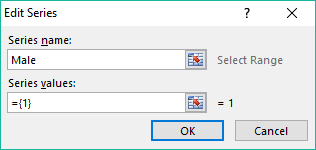 Edit Series ? ×
Series name:
Male Select Range
Series values:
={1} = 1
OK Cancel